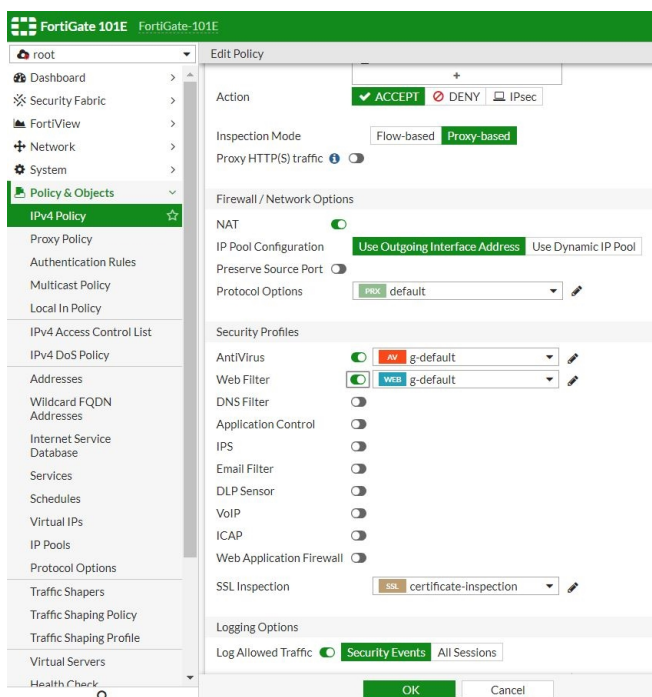 FortiGate 101E FortiGate-101E
root
Edit Policy
Dashboard
Security Fabric
FortiView
Network
System
Policy & Objects
IPv4 Policy
Proxy Policy
Authentication Rules
Multicast Policy
Local In Policy
IPv4 Access Control List
IPv4 DoS Policy
Addresses
Wildcard FQDN
Addresses
Internet Service
Database
Services
Schedules
Virtual IPs
IP Pools
Protocol Options
Traffic Shapers
Traffic Shaping Policy
Traffic Shaping Profile
Virtual Servers
Health Check
+
Action ACCEPT DENY IPsec
Inspection Mode Flow-based Proxy-based
Proxy HTTP(S) traffic
Firewall / Network Options
NAT
IP Pool Configuration Use Outgoing Interface Address Use Dynamic IP Pool
Preserve Source Port
Protocol Options PRX default
Security Profiles
AntiVirus AV g-default
Web Filter WEB g-default
DNS Filter
Application Control
IPS
Email Filter
DLP Sensor
VoIP
ICAP
Web Application Firewall
SSL Inspection SSL certificate-inspection
Logging Options
Log Allowed Traffic Security Events All Sessions
OK Cancel